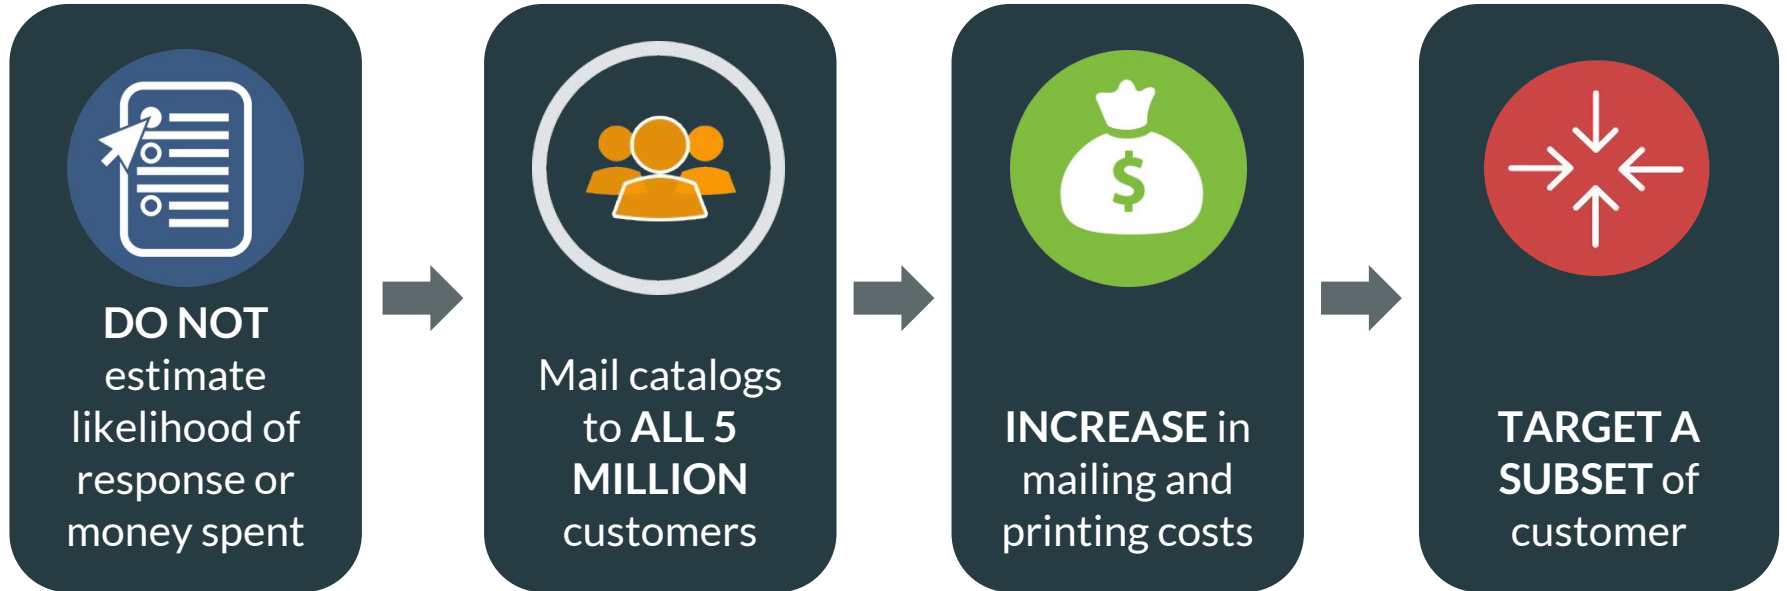 DO NOT
estimate
likelihood of
response or
money spent
Mail catalogs
to ALL 5
MILLION
customers
$
INCREASE in
mailing and
printing costs
TARGET A
SUBSET of
customer